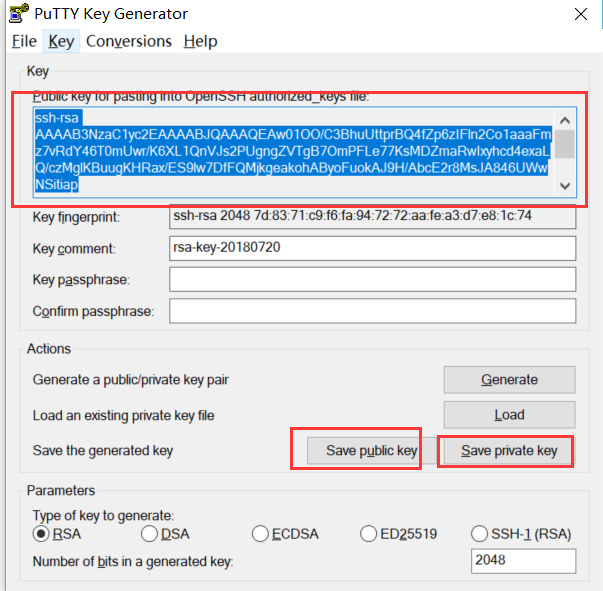 PuTTY Key Generator
File Key Conversions Help
Key
Public key for pasting into OpenSSH authorized_keys file:
ssh-rsa
AAAAB3NzaC1yc2EAAAABJQAAAQEAw01OO/C3BhuUttprBQ4fZp6zIFln2Co1aaaFm
z7vRdY46T0mUwr/K6XL1QnVJs2PUgngZVTgB7OmPFLe77KsMDZmaRwIxyhcd4exaLI
Q/czMglKBuugKHRax/ES9lw7DfFQMjkgeakohAByoFuokAJ9H/AbcE2r8MsJA846UWw
NSitiap
Key fingerprint: ssh-rsa 2048 7d:83:71:c9:f6:fa:94:72:72:aa:fe:a3:d7:e8:1c:74
Key comment: rsa-key-20180720
Key passphrase:
Confirm passphrase:
Actions
Generate a public/private key pair Generate
Load an existing private key file Load
Save the generated key Save public key Save private key
Parameters
Type of key to generate:
RSA DSA ECDSA ED25519 SSH-1 (RSA)
Number of bits in a generated key: 2048